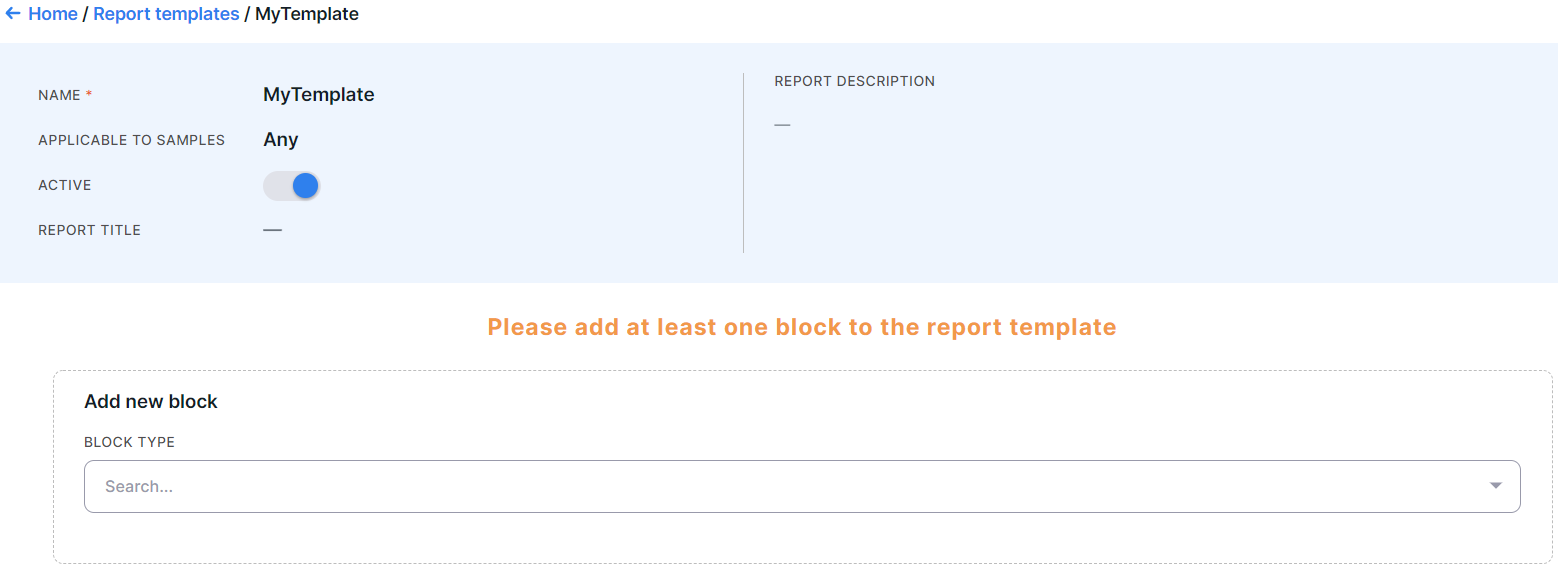 Home / Report templates / MyTemplate
NAME *
MyTemplate
APPLICABLE TO SAMPLES
Any
ACTIVE
REPORT TITLE
—
REPORT DESCRIPTION
—
Please add at least one block to the report template
Add new block
BLOCK TYPE
Search...